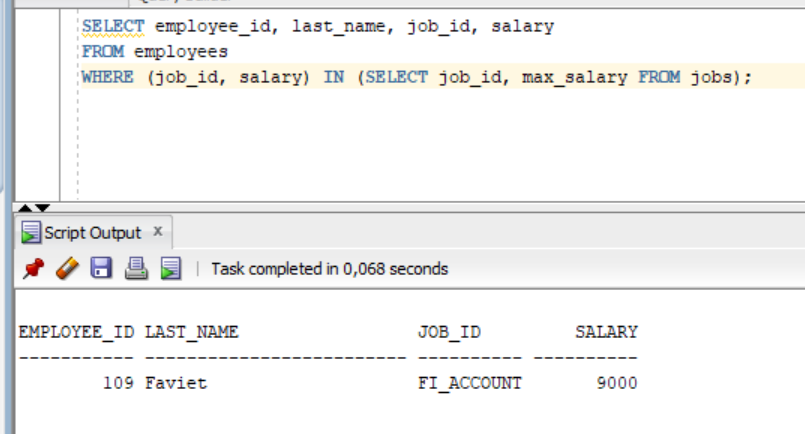 SELECT employee_id, last_name, job_id, salary
FROM employees
WHERE (job_id, salary) IN (SELECT job_id, max_salary FROM jobs);
Script Output x
Task completed in 0,068 seconds
EMPLOYEE_ID LAST_NAME JOB_ID SALARY
----------- ------------------------- ---------- ----------
109 Faviet FI_ACCOUNT 9000